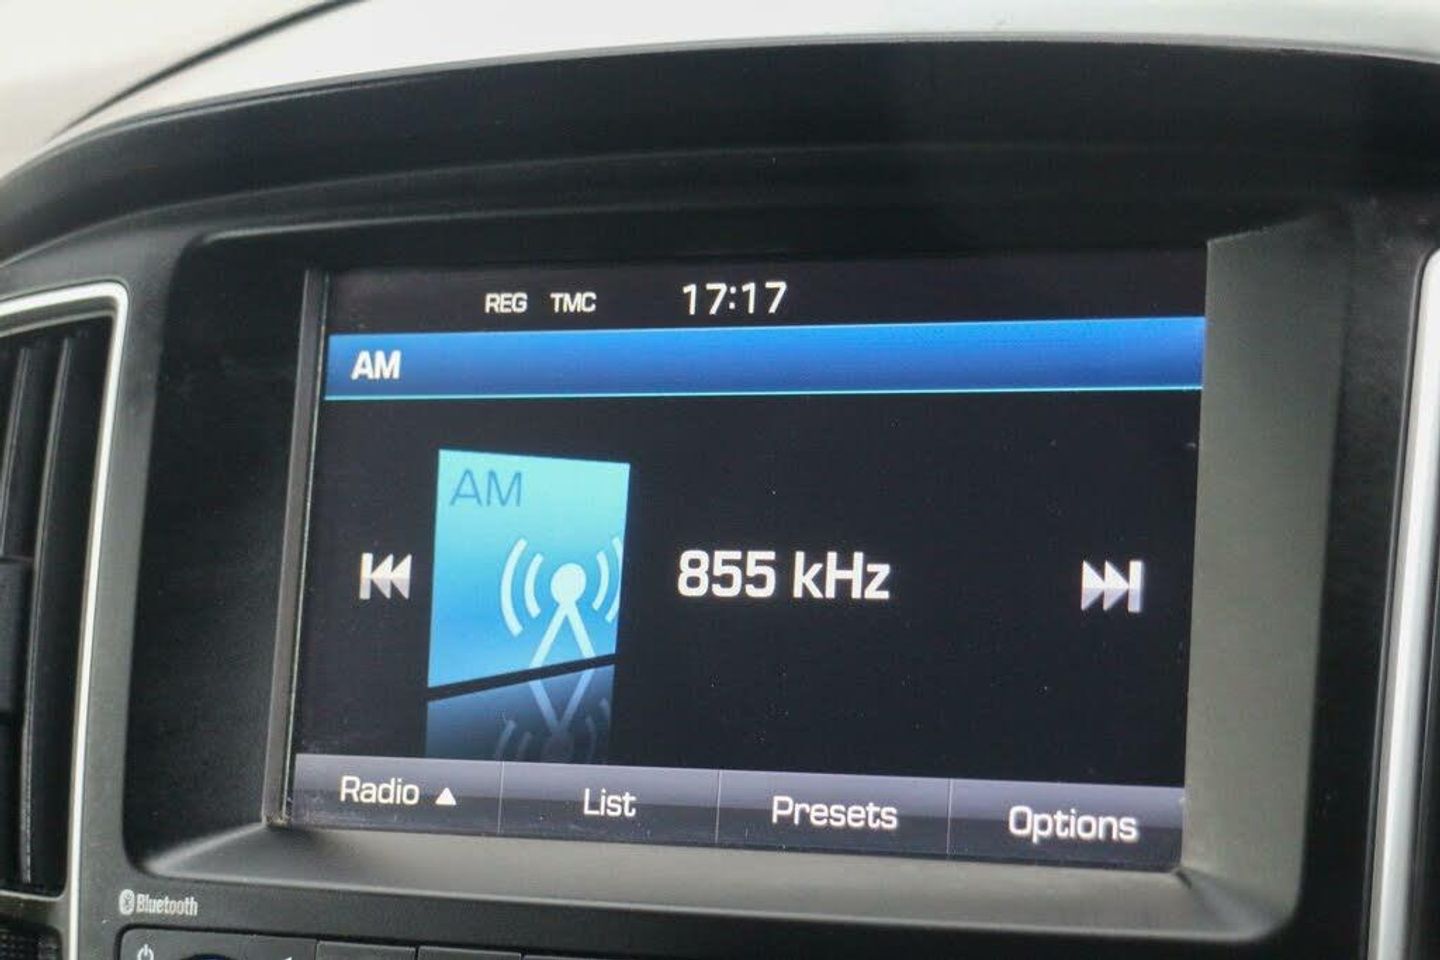 REG TMC 17:17
AM
AM
855 kHz
Radio ▲ List Presets Options
Bluetooth